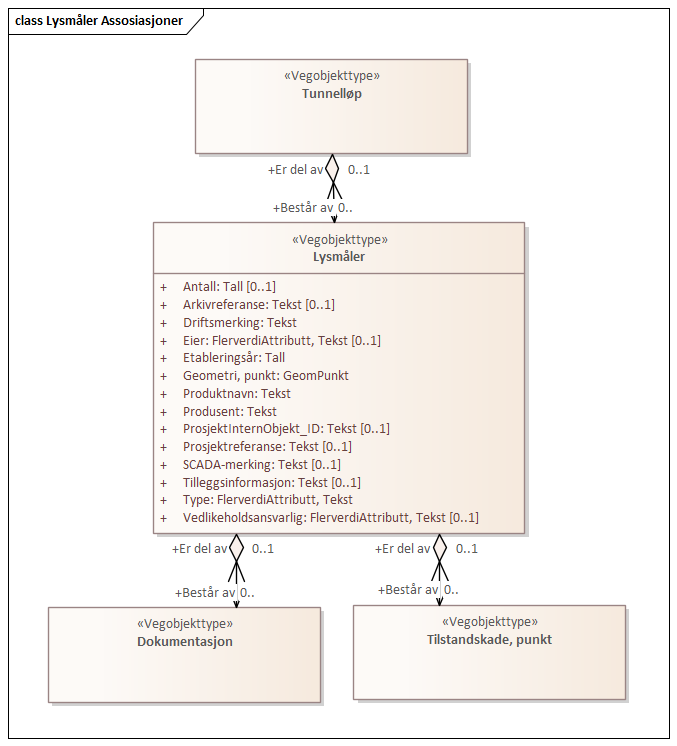 class Lysmåler Assosiasjoner
«Vegobjekttype»
Tunnelløp
+Er del av 0..1
+Består av 0..
«Vegobjekttype»
Lysmåler
+ Antall: Tall [0..1]
+ Arkivreferanse: Tekst [0..1]
+ Driftsmerking: Tekst
+ Eier: FlerverdiAttributt, Tekst [0..1]
+ Etableringsår: Tall
+ Geometri, punkt: GeomPunkt
+ Produktnavn: Tekst
+ Produsent: Tekst
+ ProsjektInternObjekt_ID: Tekst [0..1]
+ Prosjektreferanse: Tekst [0..1]
+ SCADA-merking: Tekst [0..1]
+ Tilleggsinformasjon: Tekst [0..1]
+ Type: FlerverdiAttributt, Tekst
+ Vedlikeholdsansvarlig: FlerverdiAttributt, Tekst [0..1]
+Er del av 0..1 +Er del av 0..1
+Består av 0.. +Består av 0..
«Vegobjekttype»
Dokumentasjon
«Vegobjekttype»
Tilstandskade, punkt